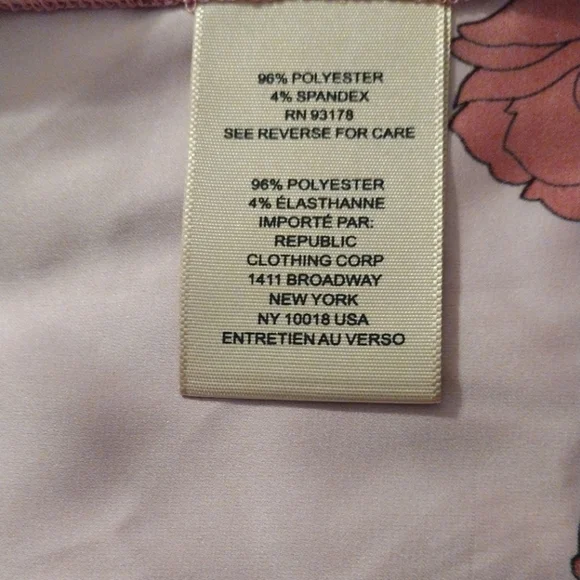 96% POLYESTER
4% SPANDEX
RN 93178
SEE REVERSE FOR CARE
96% POLYESTER
4% ÉLASTHANNE
IMPORTÉ PAR:
REPUBLIC
CLOTHING CORP
1411 BROADWAY
NEW YORK
NY 10018 USA
ENTRETIEN AU VERSO